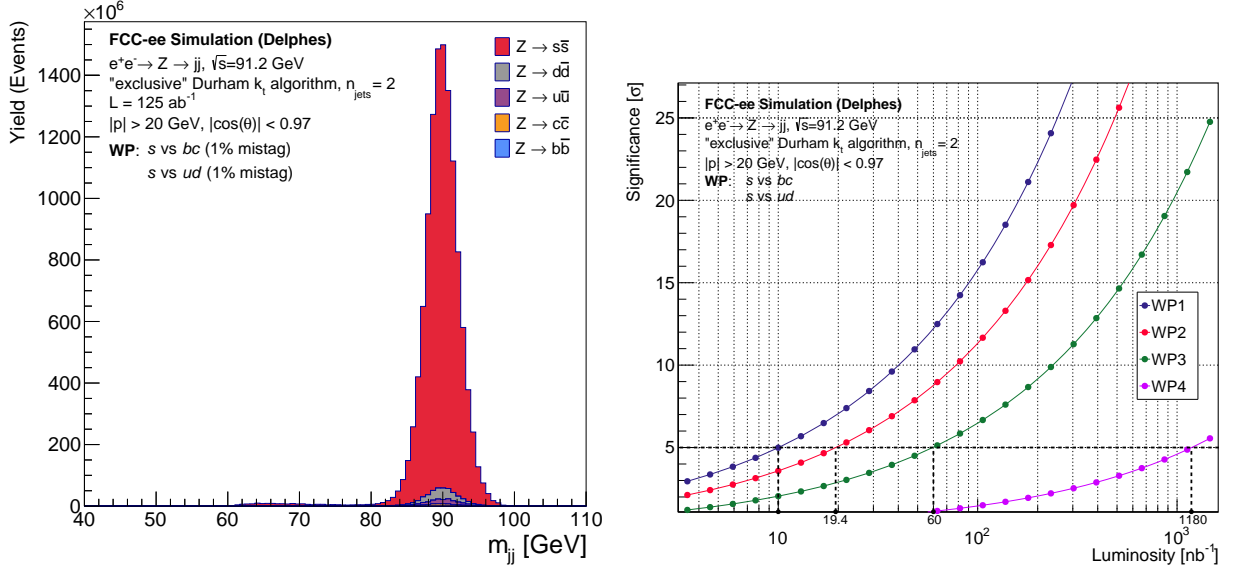 ×10⁶
Yield (Events)
1400
1200
1000
800
600
400
200
0
40 50 60 70 80 90 100 110
m_jj [GeV]
FCC-ee Simulation (Delphes)
e⁺e⁻→ Z → jj, √s=91.2 GeV
"exclusive" Durham k_t algorithm, n_jets = 2
L = 125 ab⁻¹
|p| > 20 GeV, |cos(θ)| < 0.97
WP: s vs bc (1% mistag)
s vs ud (1% mistag)
Z → ss̅
Z → dd̅
Z → uu̅
Z → cc̅
Z → bb̅
Significance [σ]
25
20
15
10
5
FCC-ee Simulation (Delphes)
e⁺e⁻→ Z → jj, √s=91.2 GeV
"exclusive" Durham k_t algorithm, n_jets = 2
|p| > 20 GeV, |cos(θ)| < 0.97
WP: s vs bc
s vs ud
WP1
WP2
WP3
WP4
19.4 60 1180
10 10² 10³
Luminosity [nb⁻¹]